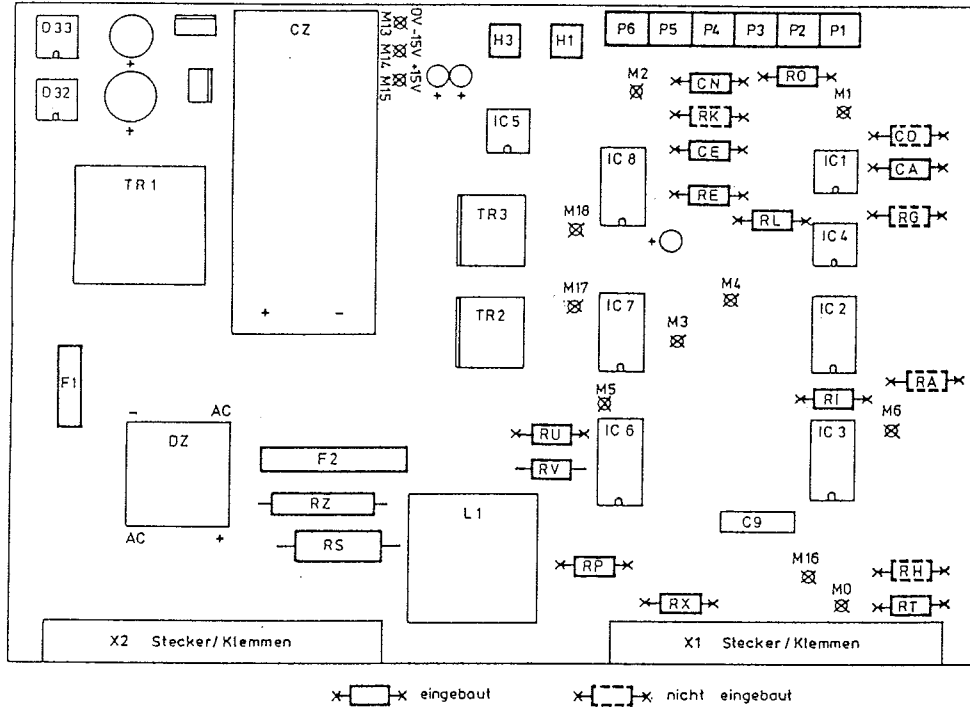 D33
CZ
M13 0V
M14 -15V
M15 +15V
H3
H1
P6 P5 P4 P3 P2 P1
D32
+
+
+ +
M2
CN
RO
M1
RK
CO
IC5
IC 8
CE
IC1
CA
TR1
RE
M18
TR3
RL
RG
IC4
+
M17
M4
+ -
TR2
IC7
IC 2
M3
F1
RA
M5
RI
M6
- AC
DZ
RU
IC 6
IC 3
F2
RV
RZ
L1
C9
AC +
RS
RP
M16
RH
RX
M0
RT
X2 Stecker/Klemmen
X1 Stecker/Klemmen
eingebaut
nicht eingebaut